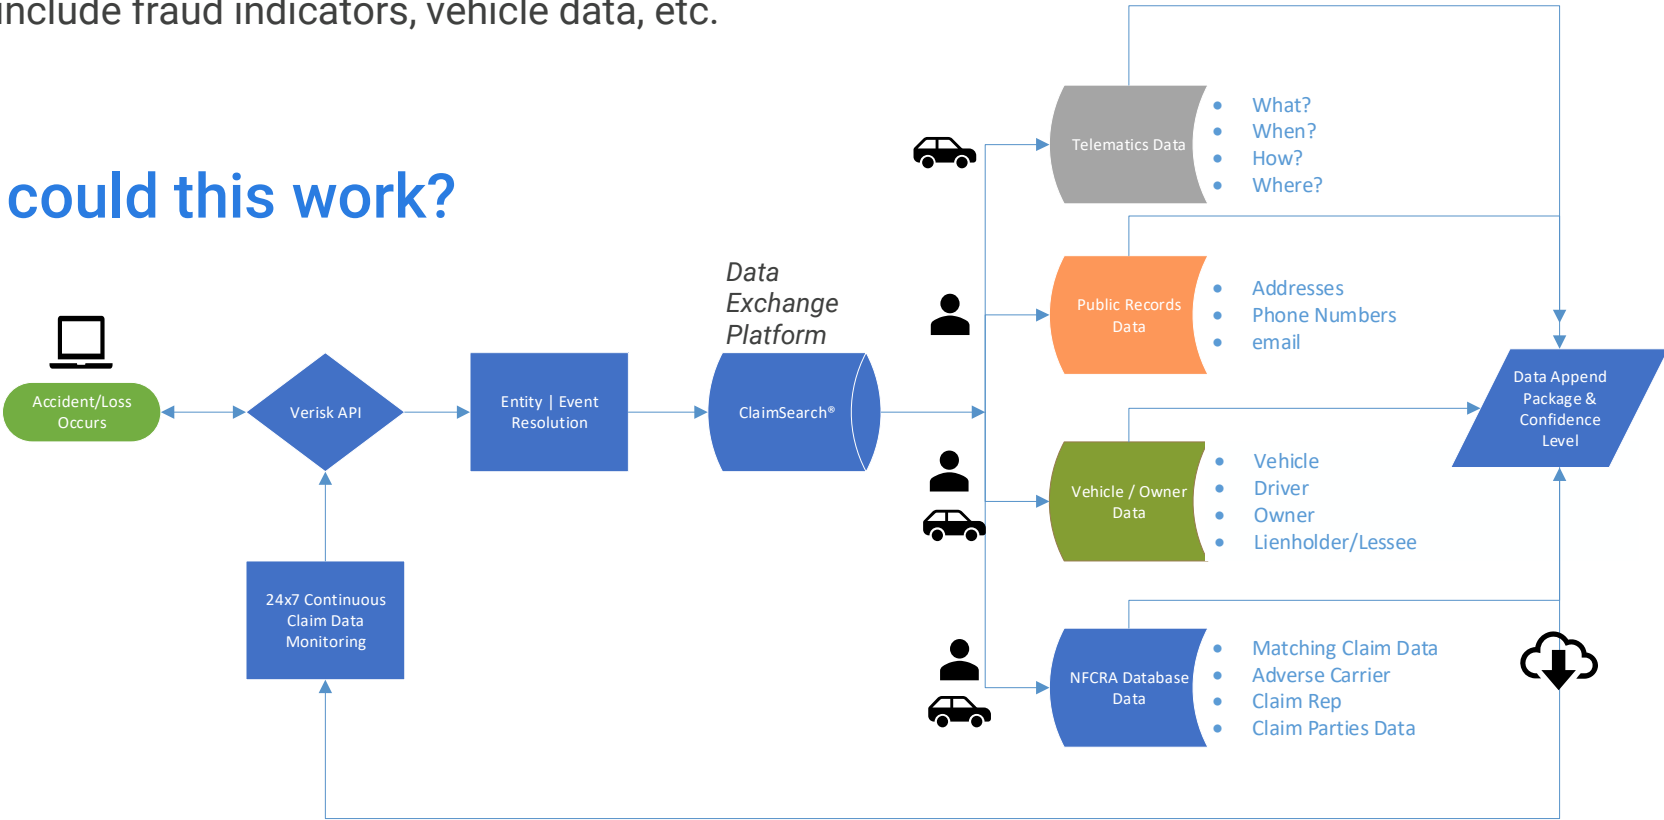 include fraud indicators, vehicle data, etc.
could this work?
Data
Exchange
Platform
Accident/Loss
Occurs
Verisk API
Entity | Event
Resolution
ClaimSearch®
24x7 Continuous
Claim Data
Monitoring
Telematics Data
• What?
• When?
• How?
• Where?
Public Records
Data
• Addresses
• Phone Numbers
• email
Vehicle / Owner
Data
• Vehicle
• Driver
• Owner
• Lienholder/Lessee
NFCRA Database
Data
• Matching Claim Data
• Adverse Carrier
• Claim Rep
• Claim Parties Data
Data Append
Package &
Confidence
Level